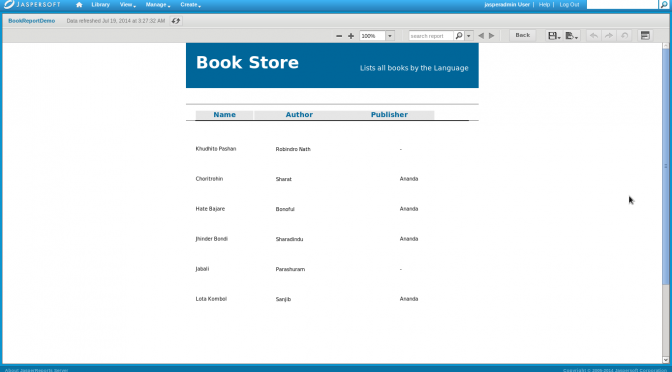 JASPERSOFT Library View Manage Create jasperadmin User | Help | Log Out
BookReportDemo Data refreshed Jul 19, 2014 at 3:27:32 AM
100% search report Back
Book Store
Lists all books by the Language
Name Author Publisher
Khudhito Pashan Robindro Nath -
Choritrohin Sharat Ananda
Hate Bajare Bonoful Ananda
Jhinder Bondi Sharadindu Ananda
Jabali Parashuram -
Lota Kombol Sanjib Ananda
About JasperReports Server Copyright © 2005-2014 Jaspersoft Corporation